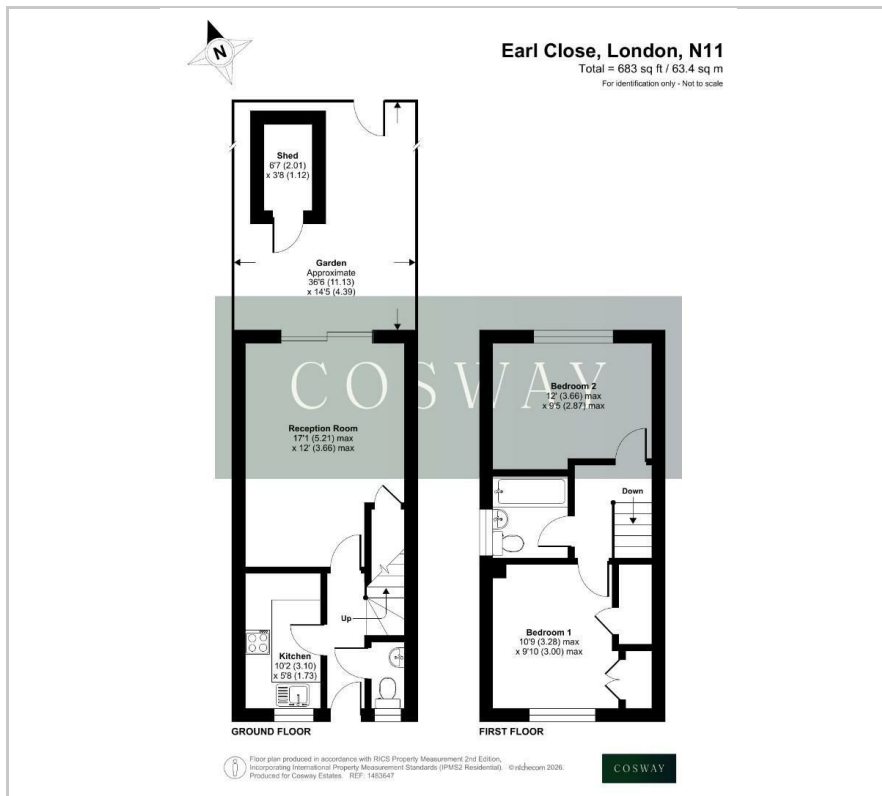 N
Earl Close, London, N11
Total = 683 sq ft / 63.4 sq m
For identification only - Not to scale
Shed
6'7 (2.01)
x 3'8 (1.12)
Garden
Approximate
36'6 (11.13)
x 14'5 (4.39)
COSWAY
Reception Room
17'1 (5.21) max
x 12' (3.66) max
Bedroom 2
12' (3.66) max
x 9'5 (2.87) max
Down
Up
Kitchen
10'2 (3.10)
x 5'8 (1.73)
Bedroom 1
10'9 (3.28) max
x 9'10 (3.00) max
GROUND FLOOR
FIRST FLOOR
Floor plan produced in accordance with RICS Property Measurement 2nd Edition,
Incorporating International Property Measurement Standards (IPMS2 Residential). ©nichecom 2026.
Produced for Cosway Estates. REF: 1483647
COSWAY